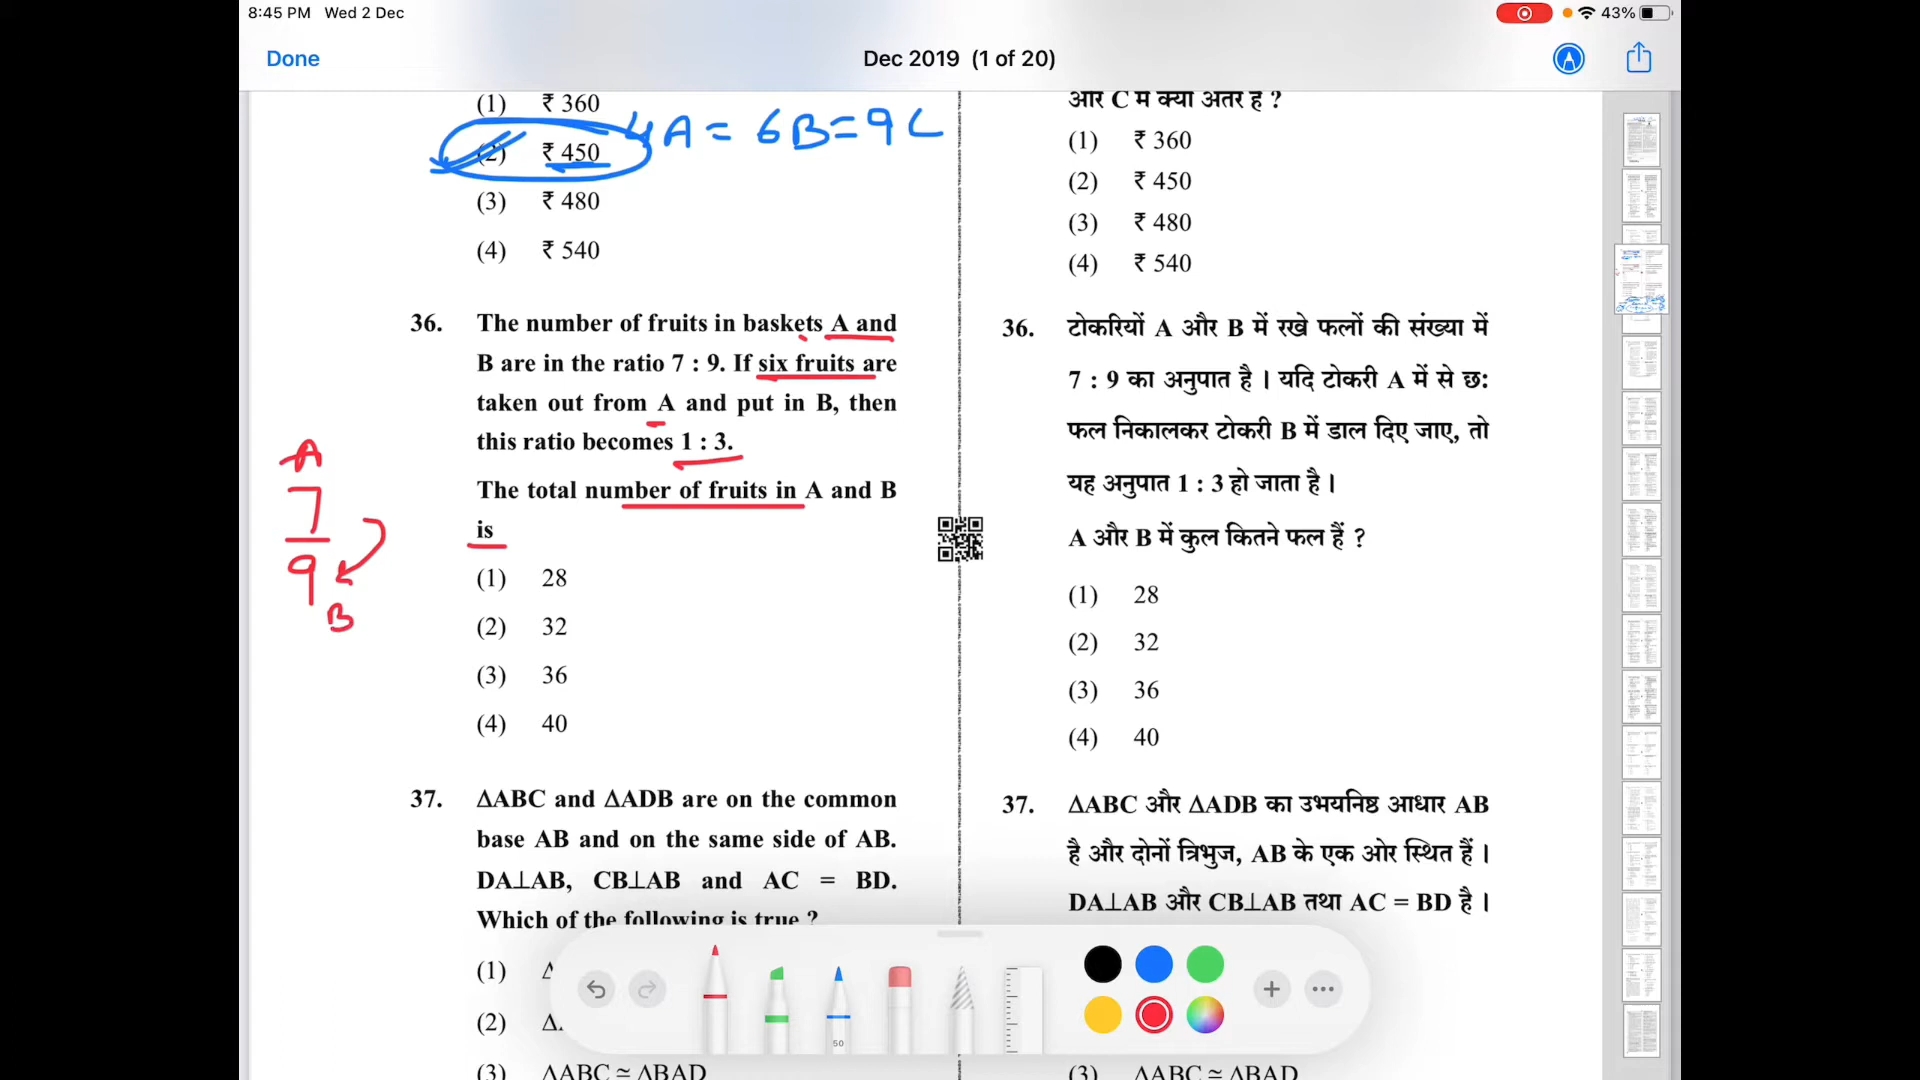 8:45 PM Wed 2 Dec
43%
Done
Dec 2019 (1 of 20)
(1) ₹ 360
(2) ₹ 450
(3) ₹ 480
(4) ₹ 540
4A = 6B = 9C
36. The number of fruits in baskets A and
B are in the ratio 7 : 9. If six fruits are
taken out from A and put in B, then
this ratio becomes 1 : 3.
The total number of fruits in A and B
is
(1) 28
(2) 32
(3) 36
(4) 40
A
7
9
B
37. ΔABC and ΔADB are on the common
base AB and on the same side of AB.
DA⊥AB, CB⊥AB and AC = BD.
Which of the following is true ?
(1)
(2)
(3) ΔABC ≅ ΔBAD
और C में क्या अंतर है ?
(1) ₹ 360
(2) ₹ 450
(3) ₹ 480
(4) ₹ 540
36. टोकरियों A और B में रखे फलों की संख्या में
7 : 9 का अनुपात है । यदि टोकरी A में से छ:
फल निकालकर टोकरी B में डाल दिए जाए, तो
यह अनुपात 1 : 3 हो जाता है ।
A और B में कुल कितने फल हैं ?
(1) 28
(2) 32
(3) 36
(4) 40
37. ΔABC और ΔADB का उभयनिष्ठ आधार AB
है और दोनों त्रिभुज, AB के एक ओर स्थित हैं ।
DA⊥AB और CB⊥AB तथा AC = BD है ।
(3) ΔABC ≅ ΔBAD
50